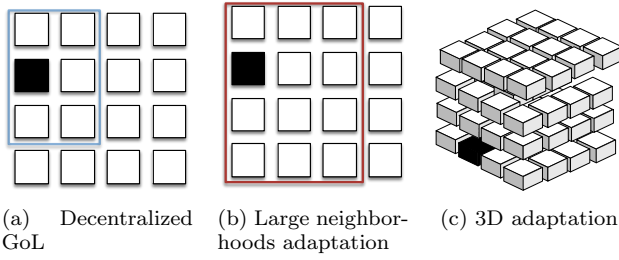 (a) Decentralized
GoL
(b) Large neighbor-
hoods adaptation
(c) 3D adaptation